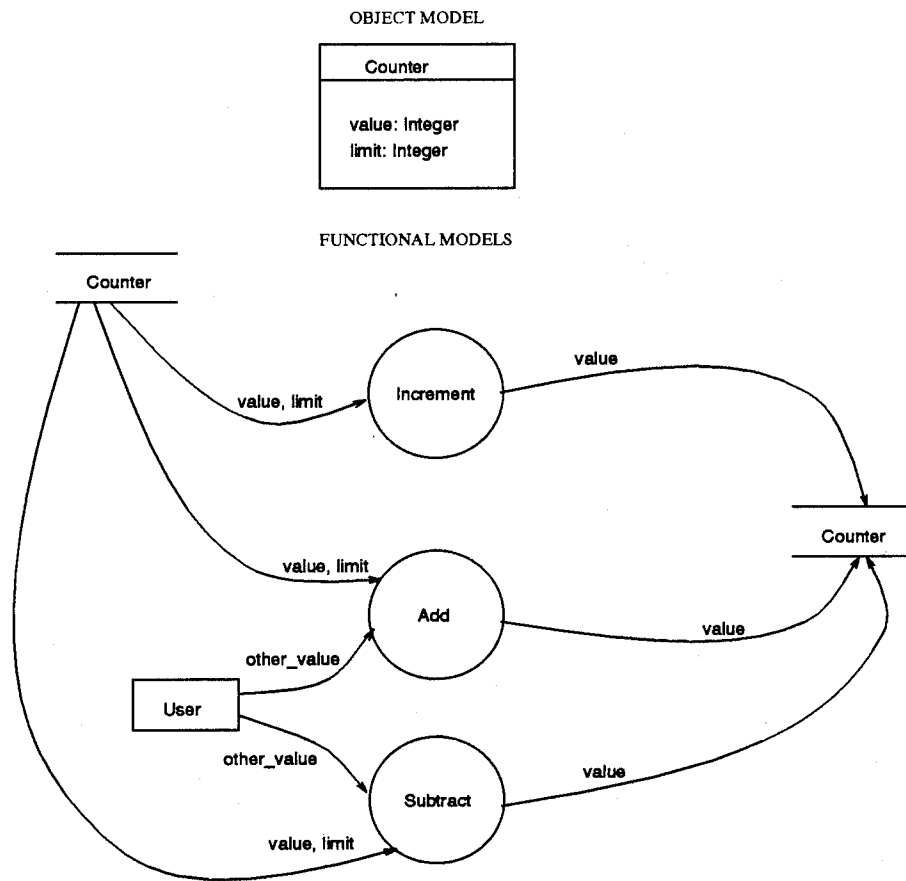 OBJECT MODEL
Counter
value: Integer
limit: Integer
FUNCTIONAL MODELS
Counter
value
value, limit
Increment
Counter
value, limit
Add
value
other_value
User
other_value
value
Subtract
value, limit